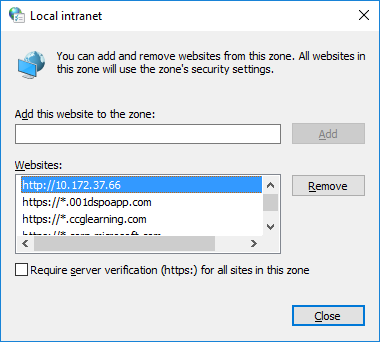 Local intranet
You can add and remove websites from this zone. All websites in
this zone will use the zone's security settings.
Add this website to the zone:
Add
Websites:
http://10.172.37.66
Remove
https://*.001dspoapp.com
https://*.ccglearning.com
Require server verification (https:) for all sites in this zone
Close